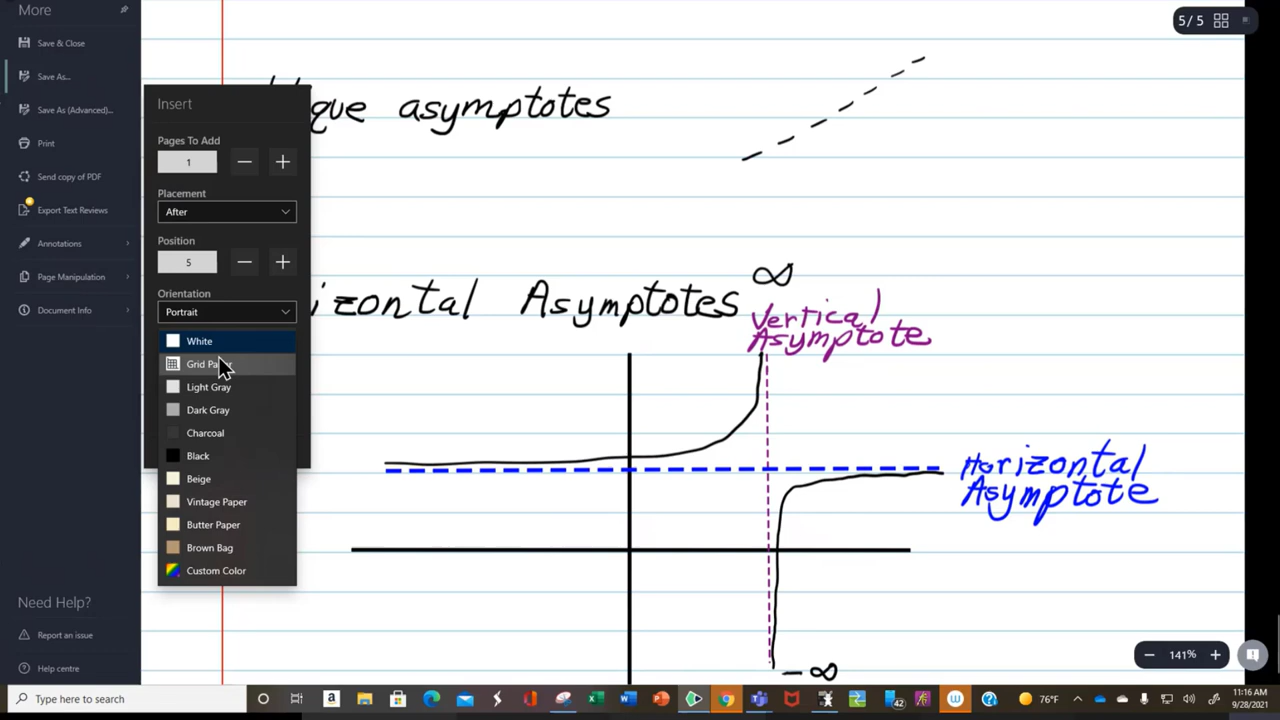 More
Save & Close
Save As...
Save As (Advanced)...
Print
Send copy of PDF
Export Text Reviews
Annotations
Page Manipulation
Document Info
Need Help?
Report an issue
Help centre
Insert
Pages To Add
1
Placement
After
Position
5
Orientation
Portrait
White
Light Gray
Dark Gray
Charcoal
Black
Beige
Vintage Paper
Butter Paper
Brown Bag
Custom Color
5/5
asymptotes
Asymptotes
∞
Vertical
Asymptote
Horizontal
Asymptote
-∞
141%
Type here to search
42
76°F
11:16 AM
9/28/2021